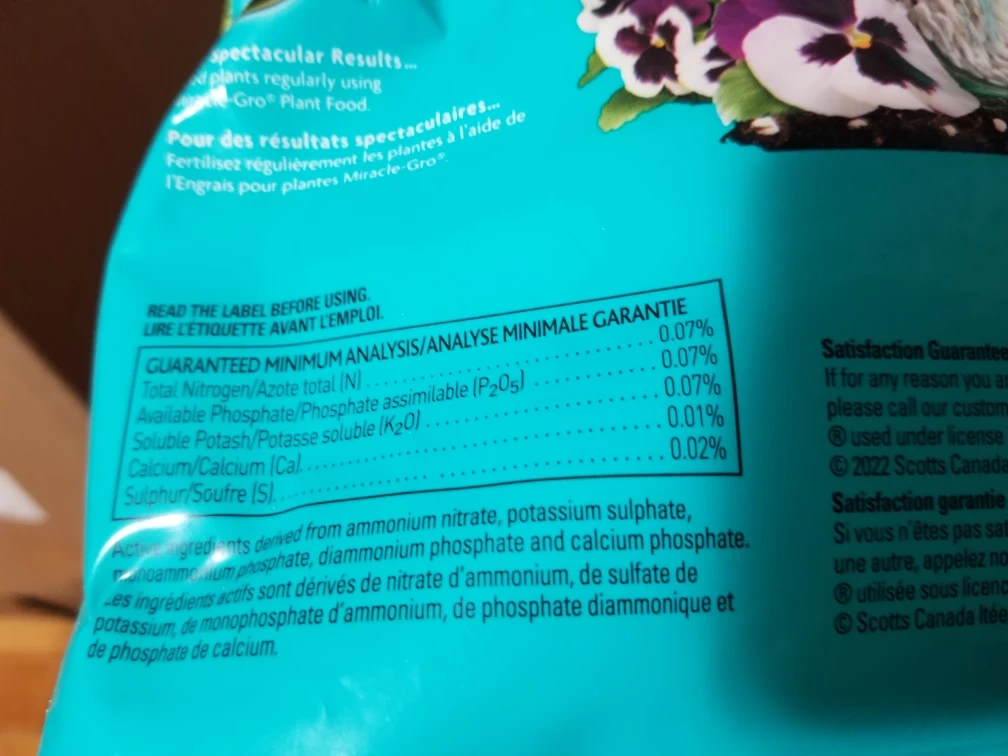 Spectacular Results...
plants regularly using
-Gro® Plant Food.
Pour des résultats spectaculaires...
Fertilisez régulièrement les plantes à l'aide de
l'Engrais pour plantes Miracle-Gro®.
READ THE LABEL BEFORE USING.
LIRE L'ÉTIQUETTE AVANT L'EMPLOI.
GUARANTEED MINIMUM ANALYSIS/ANALYSE MINIMALE GARANTIE
Total Nitrogen/Azote total (N) 0.07%
Available Phosphate/Phosphate assimilable (P2O5) 0.07%
Soluble Potash/Potasse soluble (K2O) 0.07%
Calcium/Calcium (Ca) 0.01%
Sulphur/Soufre (S) 0.02%
Active ingredients derived from ammonium nitrate, potassium sulphate,
monoammonium phosphate, diammonium phosphate and calcium phosphate.
Les ingrédients actifs sont dérivés de nitrate d'ammonium, de sulfate de
potassium, de monophosphate d'ammonium, de phosphate diammonique et
de phosphate de calcium.
Satisfaction Guarantee
If for any reason you a
please call our custom
® used under license
© 2022 Scotts Canada
Satisfaction garantie
Si vous n'êtes pas sa
une autre, appelez no
® utilisée sous licen
© Scotts Canada ltée